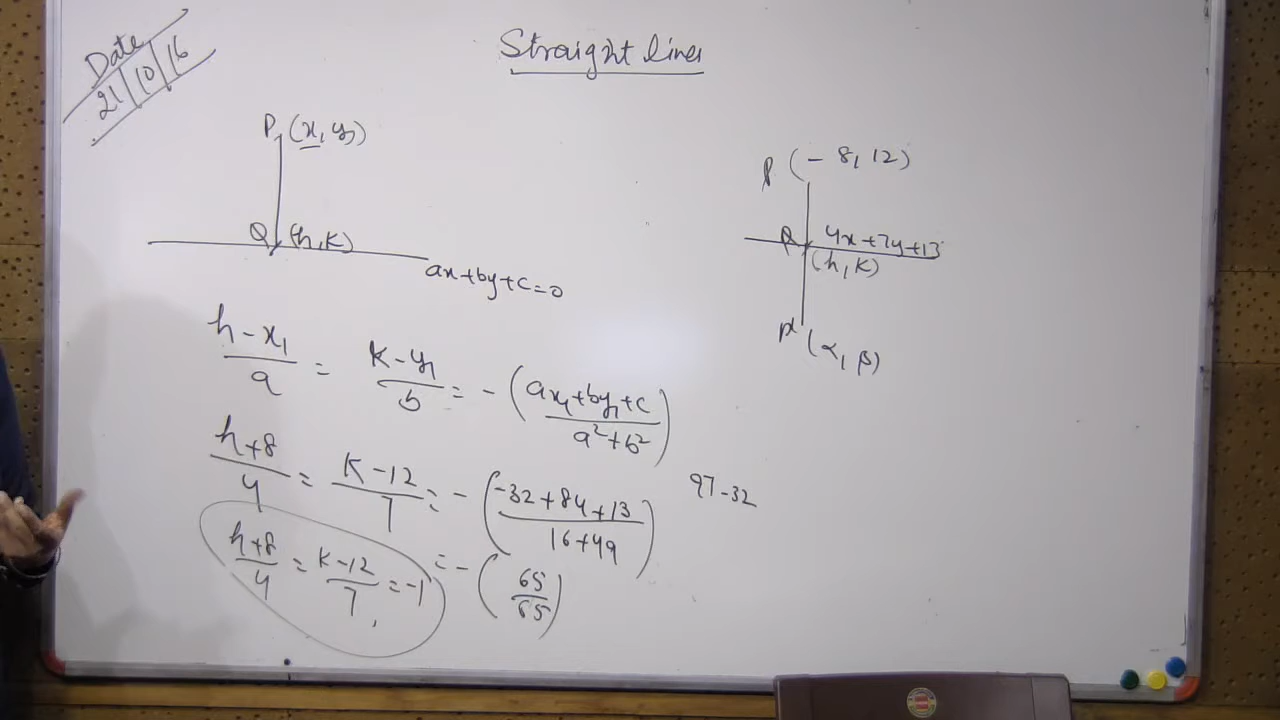 Straight lines
Date
21/10/16
P (x1, y1)
Q (h, k)
ax+by+c=0
P (-8, 12)
Q 4x+7y+13
(h, k)
P' (α, β)
(h-x1)/a = (k-y1)/b = -((ax1+by1+c)/(a²+b²))
(h+8)/4 = (k-12)/7 = -((-32+84+13)/(16+49))
97-32
= -(65/65)
(h+8)/4 = (k-12)/7 = -1